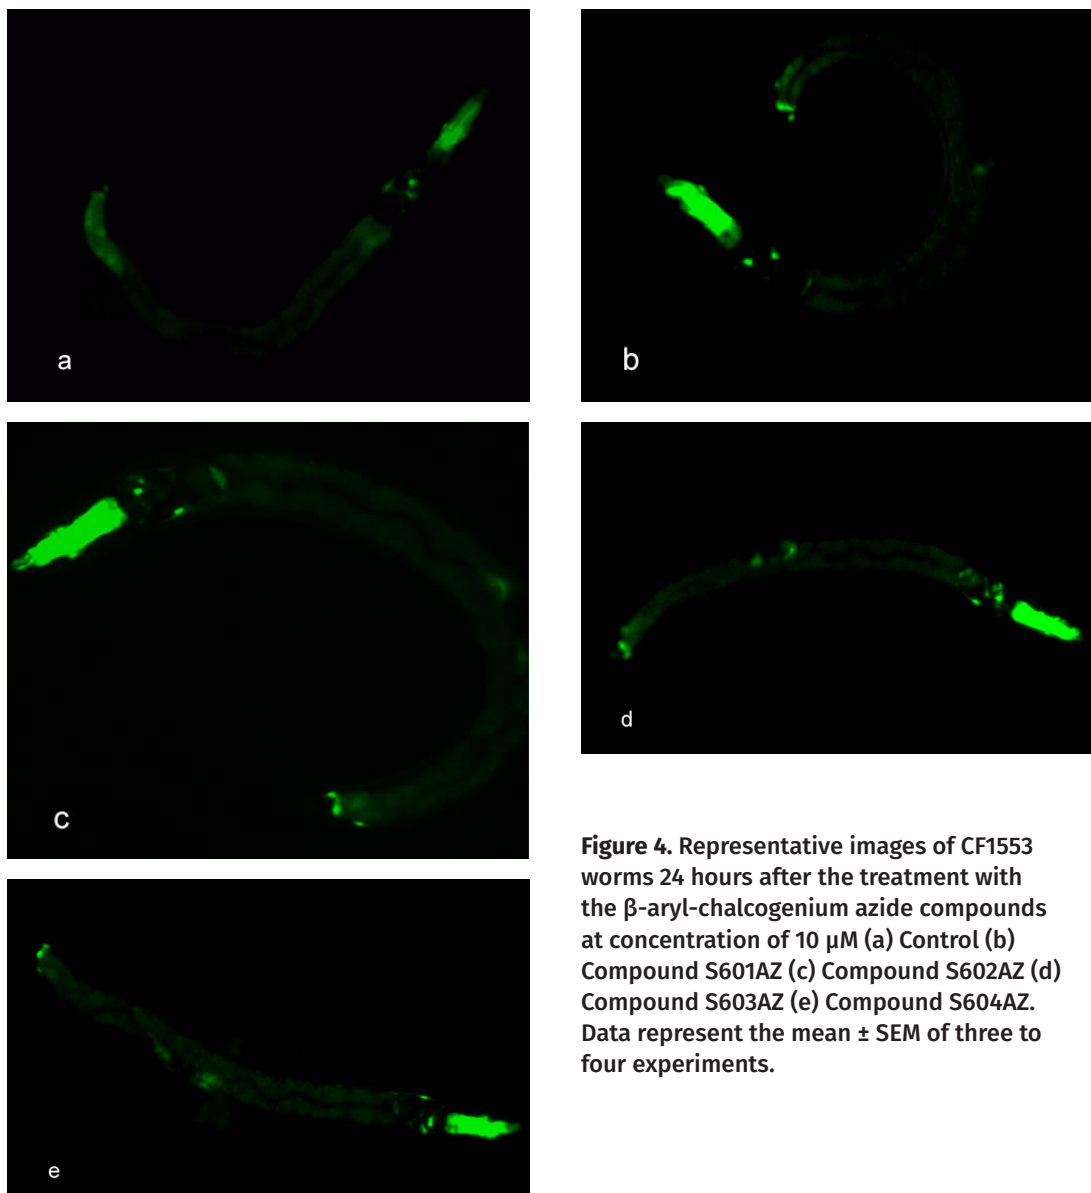 a
b
c
d
Figure 4. Representative images of CF1553
worms 24 hours after the treatment with
the β-aryl-chalcogenium azide compounds
at concentration of 10 µM (a) Control (b)
Compound S601AZ (c) Compound S602AZ (d)
Compound S603AZ (e) Compound S604AZ.
Data represent the mean ± SEM of three to
four experiments.
e